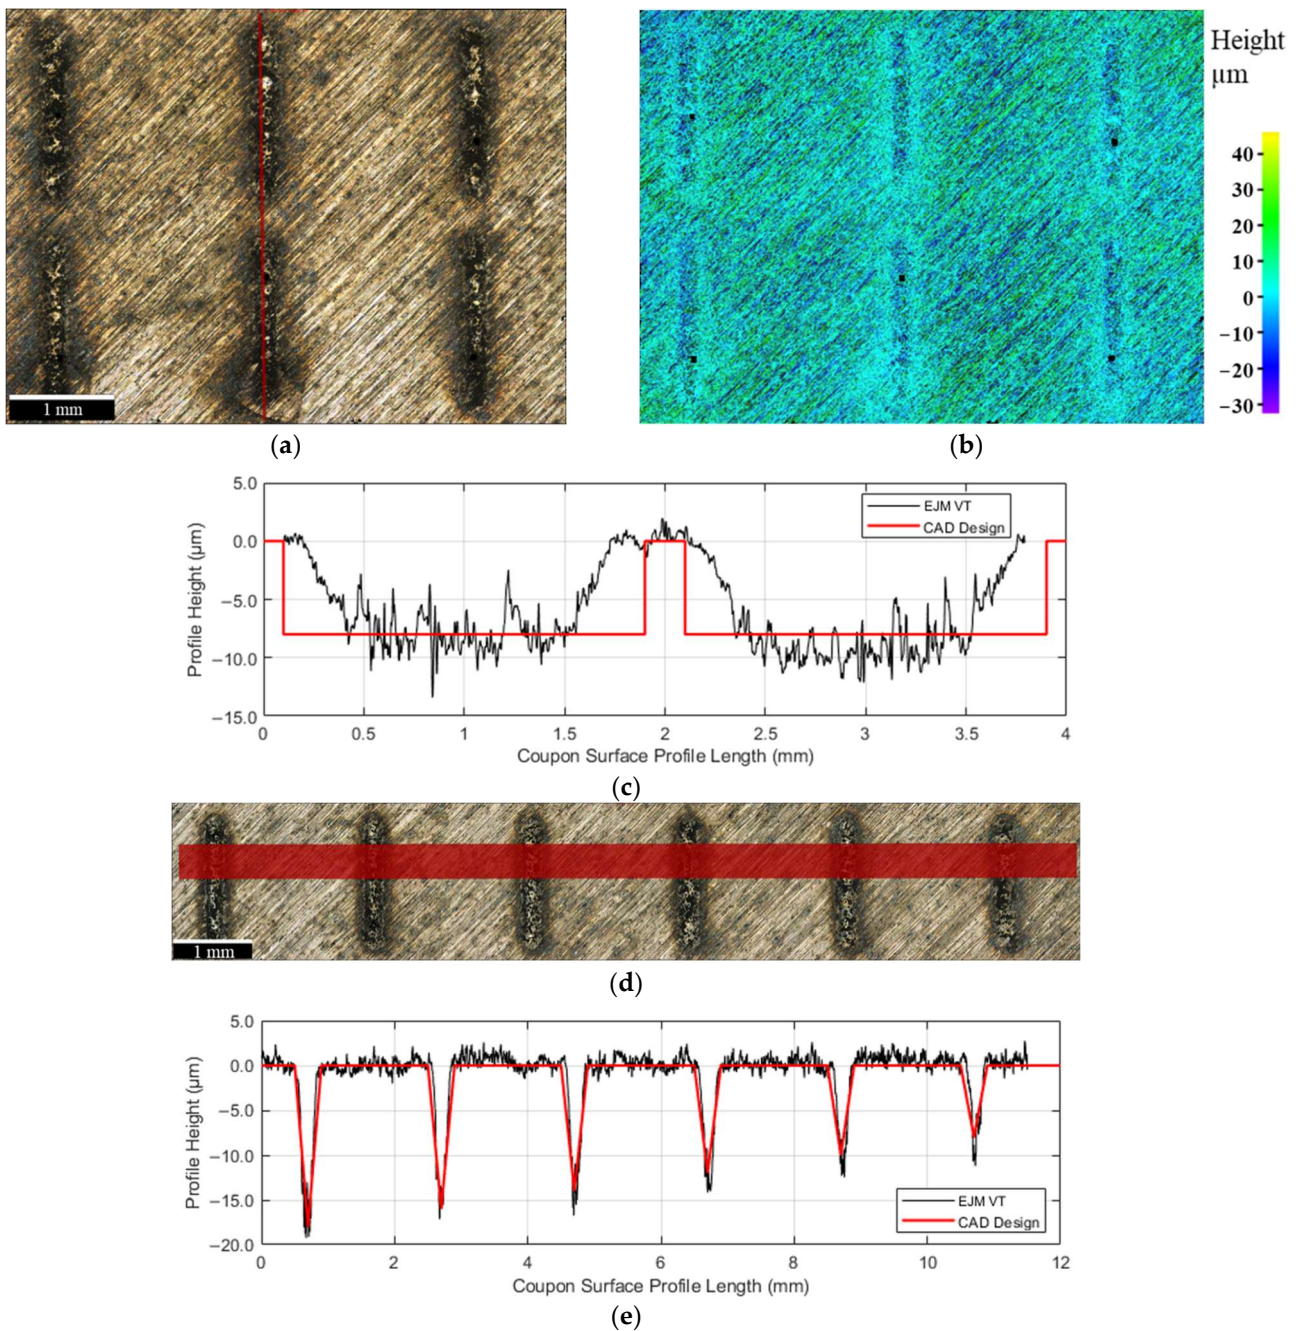 Height
µm
40
30
20
10
0
−10
−20
−30
1 mm
(a)
(b)
5.0
0.0
−5.0
−10.0
−15.0
Profile Height (µm)
EJM VT
CAD Design
0 0.5 1 1.5 2 2.5 3 3.5 4
Coupon Surface Profile Length (mm)
(c)
1 mm
(d)
5.0
0.0
−5.0
−10.0
−15.0
−20.0
Profile Height (µm)
EJM VT
CAD Design
0 2 4 6 8 10 12
Coupon Surface Profile Length (mm)
(e)